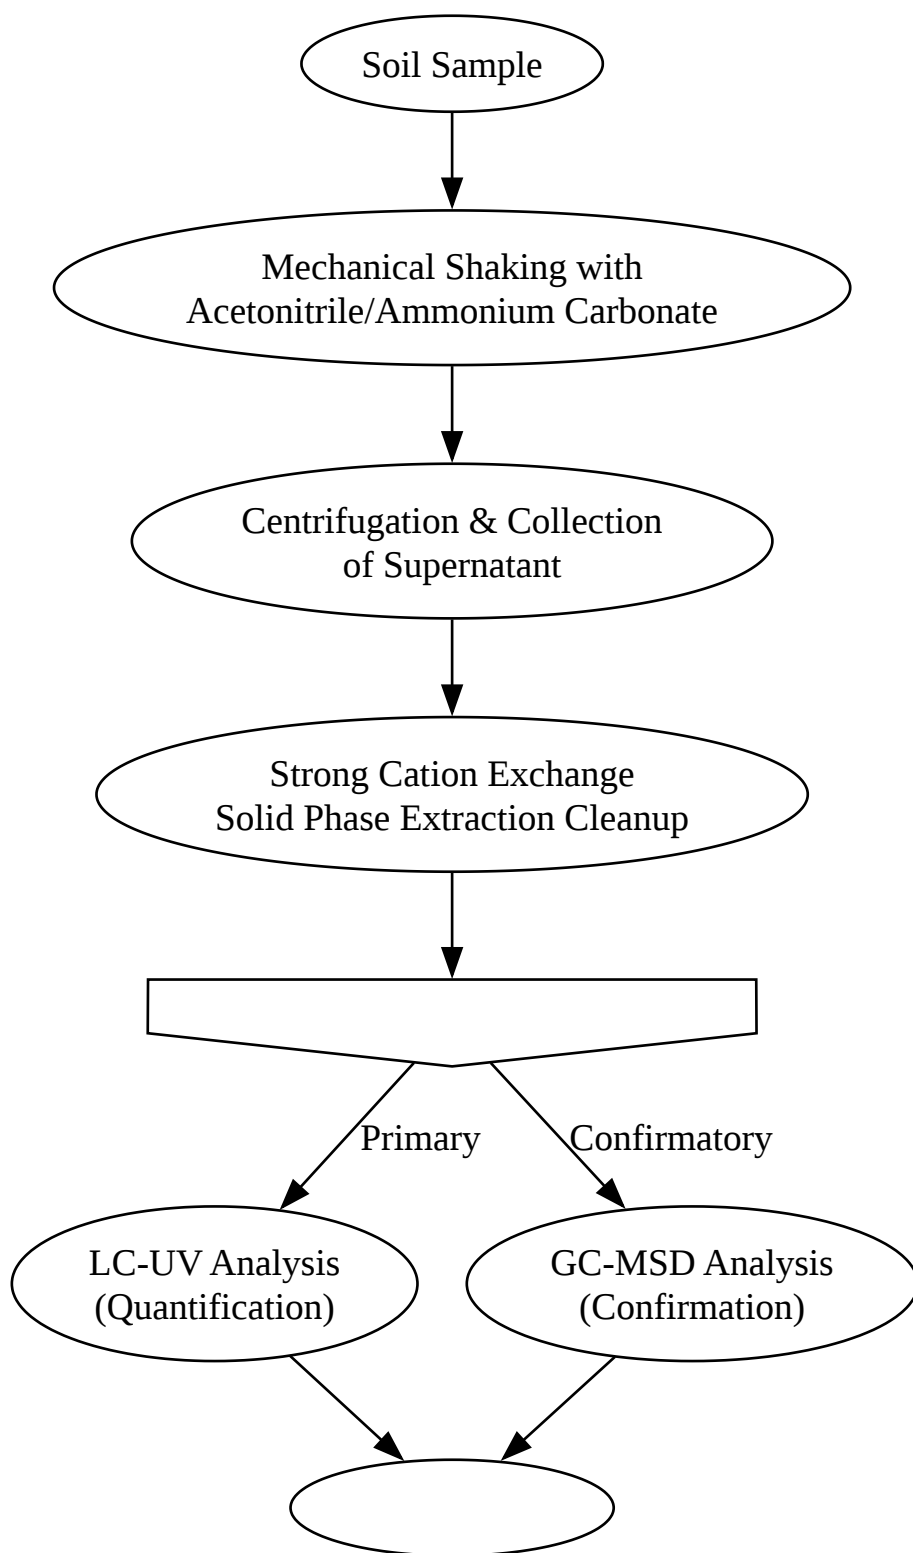 Soil Sample
Mechanical Shaking with
Acetonitrile/Ammonium Carbonate
Centrifugation & Collection
of Supernatant
Strong Cation Exchange
Solid Phase Extraction Cleanup
Primary
Confirmatory
LC-UV Analysis
(Quantification)
GC-MSD Analysis
(Confirmation)